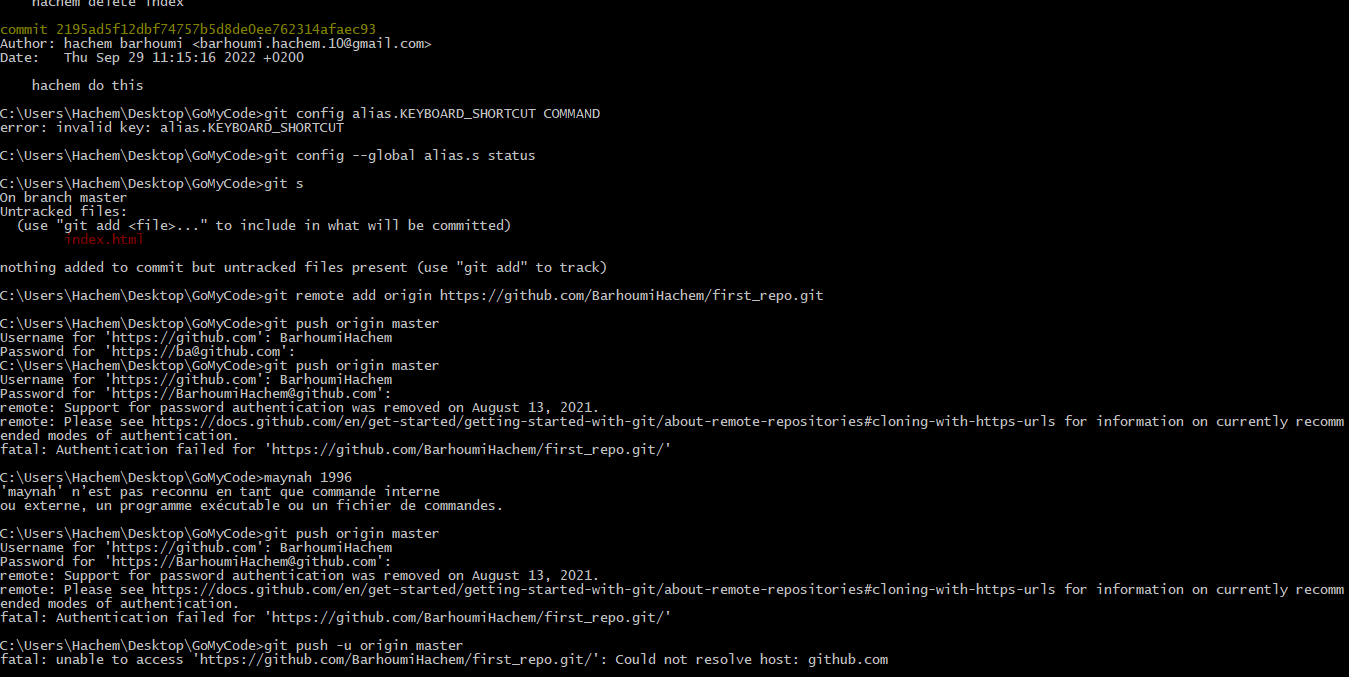 hachem delete index
commit 2195ad5f12dbf74757b5d8de0ee762314afaec93
Author: hachem barhoumi <barhoumi.hachem.10@gmail.com>
Date:   Thu Sep 29 11:15:16 2022 +0200
hachem do this
C:\Users\Hachem\Desktop\GoMyCode>git config alias.KEYBOARD_SHORTCUT COMMAND
error: invalid key: alias.KEYBOARD_SHORTCUT
C:\Users\Hachem\Desktop\GoMyCode>git config --global alias.s status
C:\Users\Hachem\Desktop\GoMyCode>git s
On branch master
Untracked files:
(use "git add <file>..." to include in what will be committed)
index.html
nothing added to commit but untracked files present (use "git add" to track)
C:\Users\Hachem\Desktop\GoMyCode>git remote add origin https://github.com/BarhoumiHachem/first_repo.git
C:\Users\Hachem\Desktop\GoMyCode>git push origin master
Username for 'https://github.com': BarhoumiHachem
Password for 'https://ba@github.com':
C:\Users\Hachem\Desktop\GoMyCode>git push origin master
Username for 'https://github.com': BarhoumiHachem
Password for 'https://BarhoumiHachem@github.com':
remote: Support for password authentication was removed on August 13, 2021.
remote: Please see https://docs.github.com/en/get-started/getting-started-with-git/about-remote-repositories#cloning-with-https-urls for information on currently recomm
ended modes of authentication.
fatal: Authentication failed for 'https://github.com/BarhoumiHachem/first_repo.git/'
C:\Users\Hachem\Desktop\GoMyCode>maynah 1996
'maynah' n'est pas reconnu en tant que commande interne
ou externe, un programme exécutable ou un fichier de commandes.
C:\Users\Hachem\Desktop\GoMyCode>git push origin master
Username for 'https://github.com': BarhoumiHachem
Password for 'https://BarhoumiHachem@github.com':
remote: Support for password authentication was removed on August 13, 2021.
remote: Please see https://docs.github.com/en/get-started/getting-started-with-git/about-remote-repositories#cloning-with-https-urls for information on currently recomm
ended modes of authentication.
fatal: Authentication failed for 'https://github.com/BarhoumiHachem/first_repo.git/'
C:\Users\Hachem\Desktop\GoMyCode>git push -u origin master
fatal: unable to access 'https://github.com/BarhoumiHachem/first_repo.git/': Could not resolve host: github.com